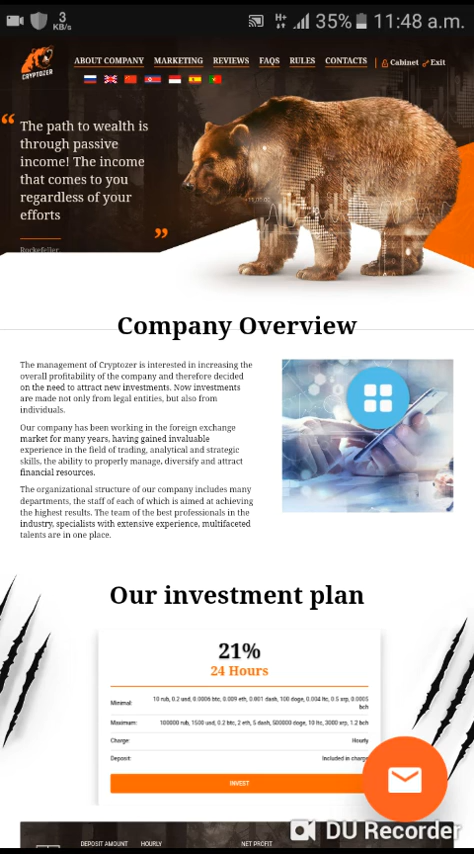 3
KB/s
H+
35%
11:48 a.m.
CRYPTOZER
ABOUT COMPANY MARKETING REVIEWS FAQS RULES CONTACTS
Cabinet Exit
“
The path to wealth is
through passive
income! The income
that comes to you
regardless of your
efforts
”
Rockefeller
Company Overview
The management of Cryptozer is interested in increasing the
overall profitability of the company and therefore decided
on the need to attract new investments. Now investments
are made not only from legal entities, but also from
individuals.
Our company has been working in the foreign exchange
market for many years, having gained invaluable
experience in the field of trading, analytical and strategic
skills, the ability to properly manage, diversify and attract
financial resources.
The organizational structure of our company includes many
departments, the staff of each of which is aimed at achieving
the highest results. The team of the best professionals in the
industry, specialists with extensive experience, multifaceted
talents are in one place.
Our investment plan
21%
24 Hours
Minimal: 10 rub, 0.2 usd, 0.0006 btc, 0.009 eth, 0.001 dash, 100 doge, 0.004 ltc, 0.5 xrp, 0.0005
bch
Maximum: 100000 rub, 1500 usd, 0.2 btc, 2 eth, 5 dash, 500000 doge, 10 ltc, 3000 xrp, 1.2 bch
Charge: Hourly
Deposit: Included in charge
INVEST
DEPOSIT AMOUNT HOURLY NET PROFIT
DU Recorder